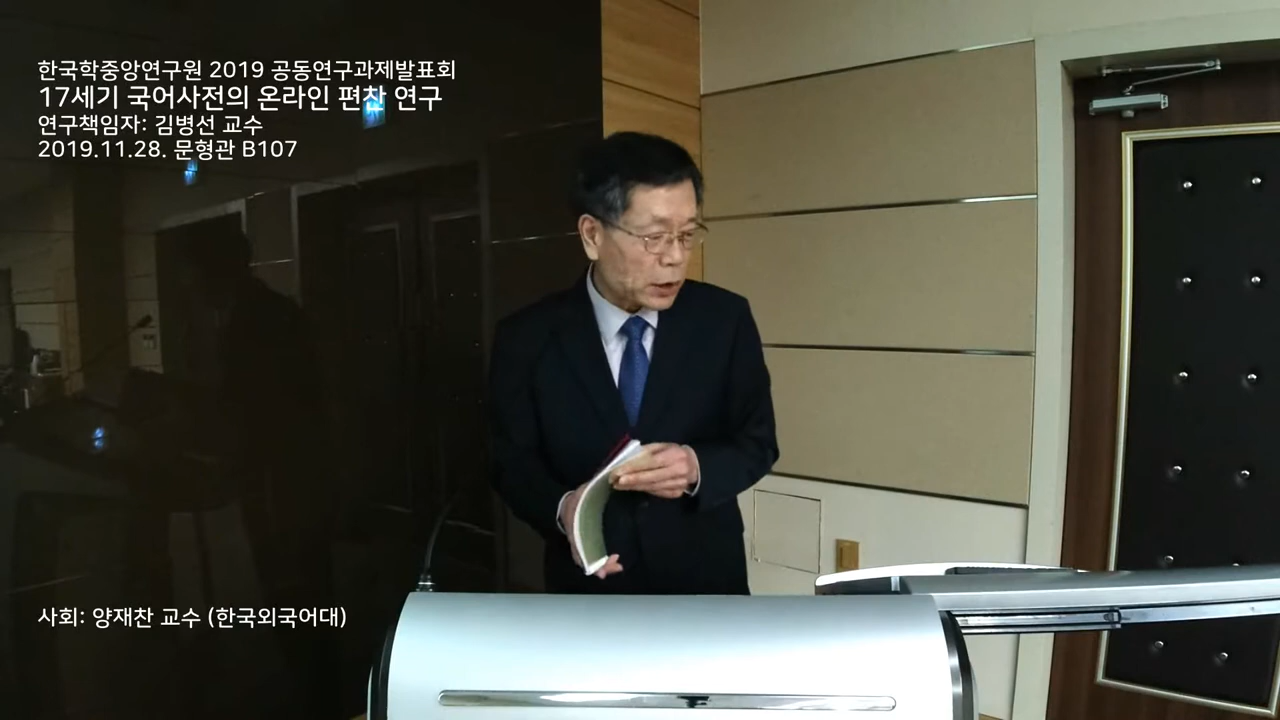 한국학중앙연구원 2019 공동연구과제발표회
17세기 국어사전의 온라인 편찬 연구
연구책임자: 김병선 교수
2019.11.28. 문형관 B107
사회: 양재찬 교수 (한국외국어대)